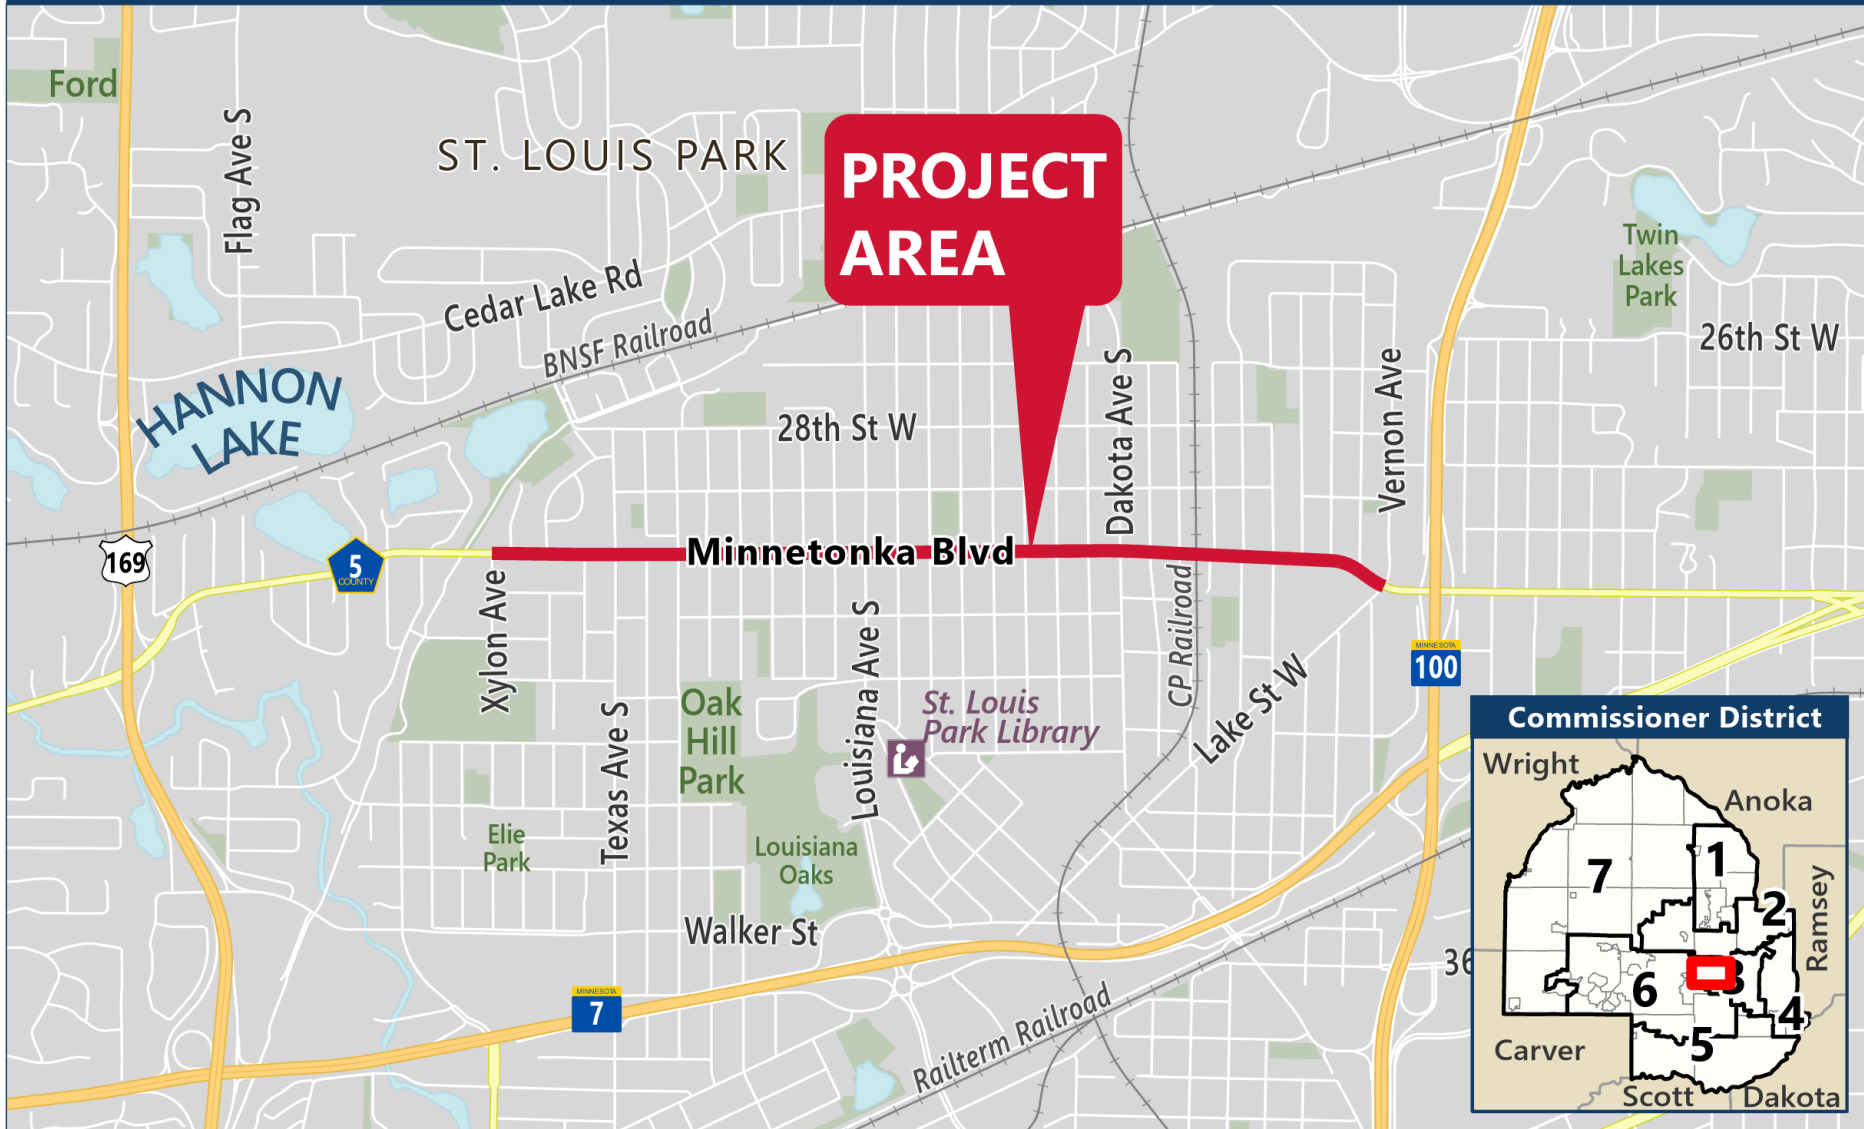 Ford
Flag Ave S
ST. LOUIS PARK
PROJECT
AREA
Twin
Lakes
Park
26th St W
Cedar Lake Rd
BNSF Railroad
HANNON
LAKE
28th St W
Dakota Ave S
Vernon Ave
169
5
COUNTY
Minnetonka Blvd
Xylon Ave
Louisiana Ave S
CP Railroad
Lake St W
MINNESOTA
100
Oak
Hill
Park
St. Louis
Park Library
Texas Ave S
Elie
Park
Louisiana
Oaks
Walker St
36
MINNESOTA
7
Railterm Railroad
Commissioner District
Wright
Anoka
7
1
2
Ramsey
6
3
4
5
Carver
Scott
Dakota